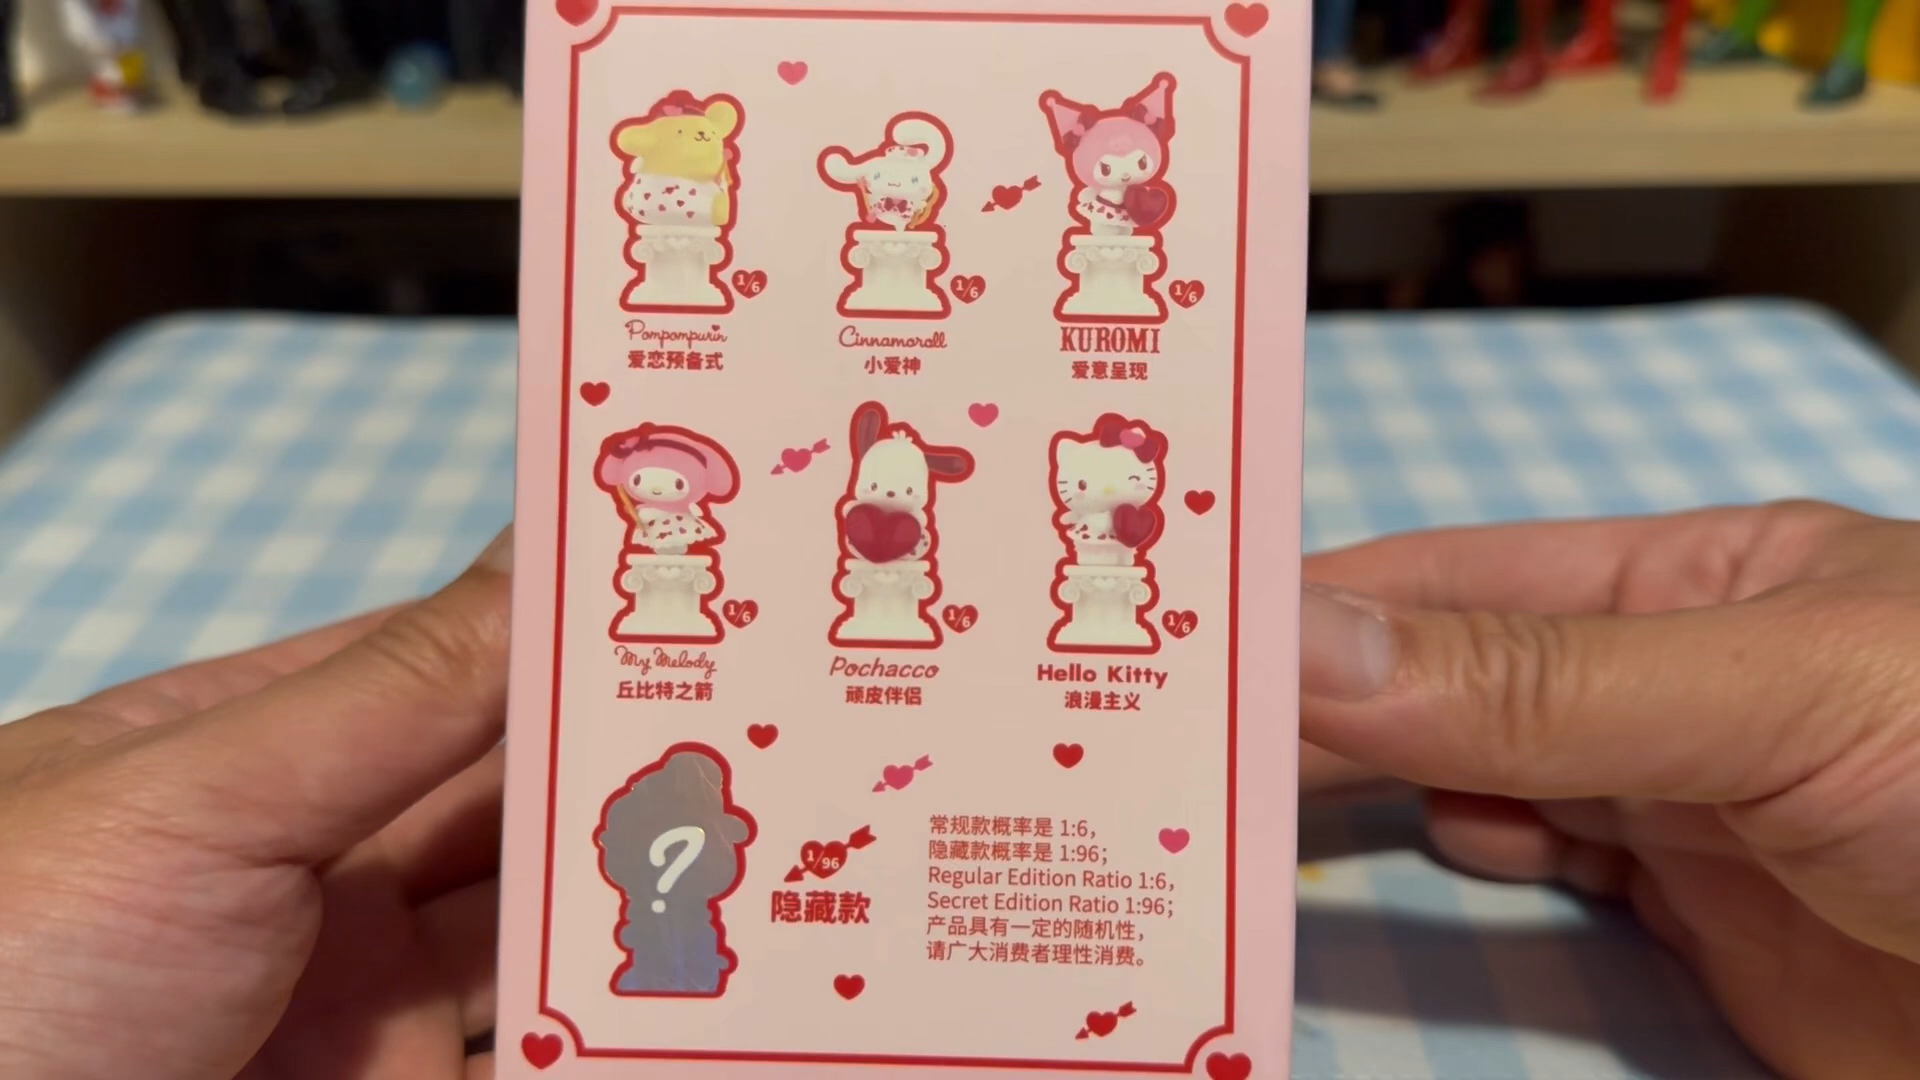 1/6
1/6
1/6
Pompompurin
Cinnamoroll
KUROMI
爱恋预备式
小爱神
爱意呈现
1/6
1/6
1/6
My Melody
Pochacco
Hello Kitty
丘比特之箭
顽皮伴侣
浪漫主义
?
1/96
隐藏款
常规款概率是 1:6,
隐藏款概率是 1:96;
Regular Edition Ratio 1:6,
Secret Edition Ratio 1:96;
产品具有一定的随机性,
请广大消费者理性消费。